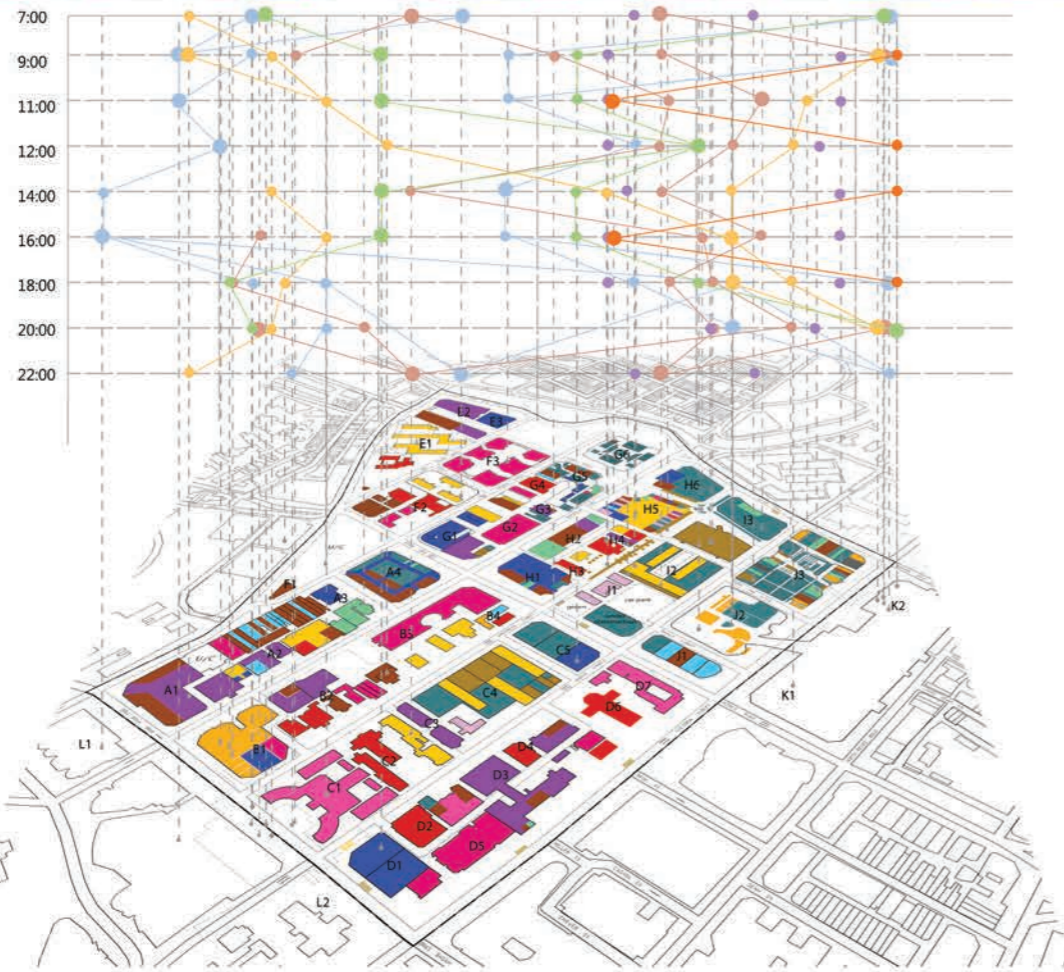 7:00
9:00
11:00
12:00
14:00
16:00
18:00
20:00
22:00
L2
E3
E1
F3
G6
G5
G4
H6
F2
G3
H5
I3
G1
G2
H2
H4
A4
H1
H3
I2
J3
F1
A3
I1
K2
B4
J2
B3
A2
C5
J1
A1
B2
C4
D7
K1
D6
L1
C3
B1
C2
D4
D3
C1
D2
D5
D1
L2